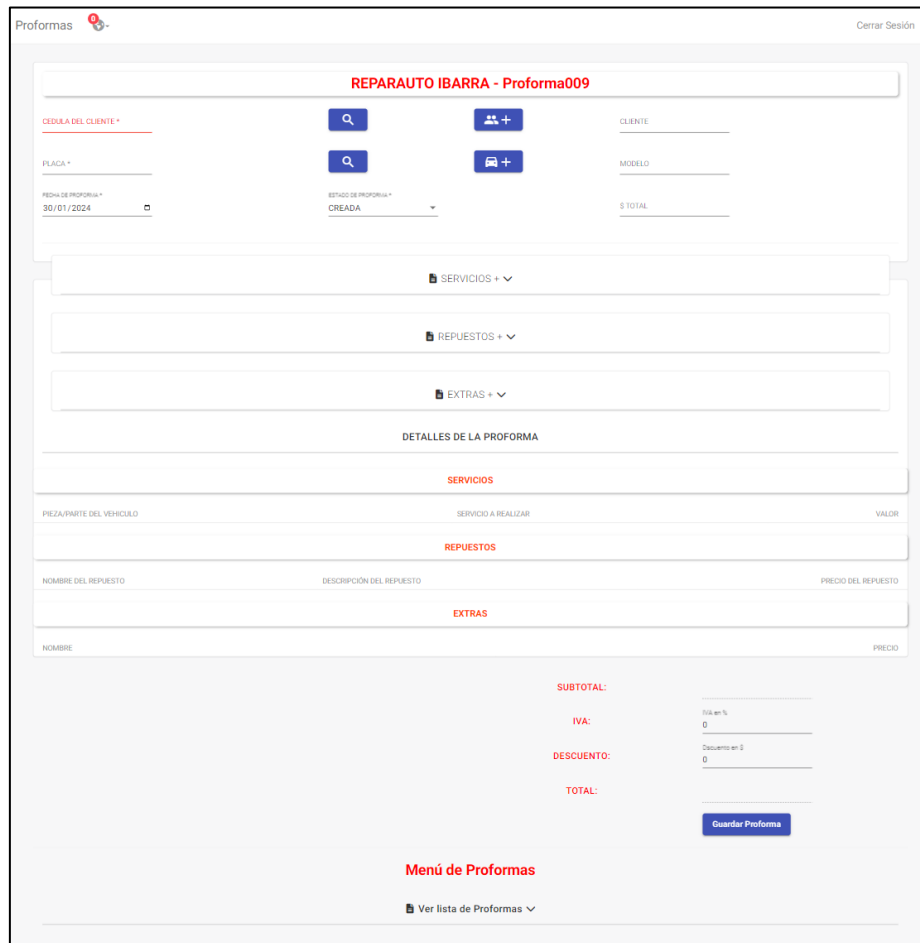 Proformas 0 Cerrar Sesión
REPARAUTO IBARRA - Proforma009
CEDULA DEL CLIENTE * + CLIENTE
PLACA * + MODELO
FECHA DE PROFORMA * ESTADO DE PROFORMA *
30/01/2024 CREADA $ TOTAL
SERVICIOS +
REPUESTOS +
EXTRAS +
DETALLES DE LA PROFORMA
SERVICIOS
PIEZA/PARTE DEL VEHICULO SERVICIO A REALIZAR VALOR
REPUESTOS
NOMBRE DEL REPUESTO DESCRIPCIÓN DEL REPUESTO PRECIO DEL REPUESTO
EXTRAS
NOMBRE PRECIO
SUBTOTAL:
IVA en %
IVA: 0
Dscuento en $
DESCUENTO: 0
TOTAL:
Guardar Proforma
Menú de Proformas
Ver lista de Proformas